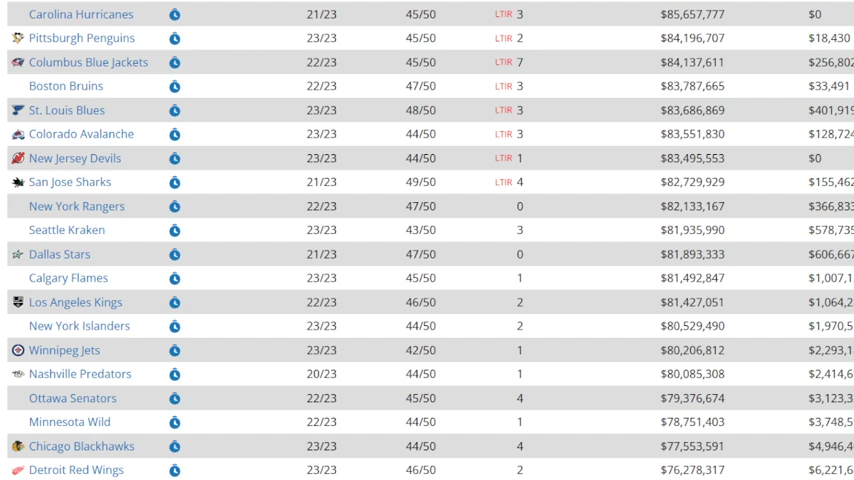 Carolina Hurricanes 21/23 45/50 LTIR 3 $85,657,777 $0
Pittsburgh Penguins 23/23 45/50 LTIR 2 $84,196,707 $18,430
Columbus Blue Jackets 22/23 45/50 LTIR 7 $84,137,611 $256,802
Boston Bruins 22/23 47/50 LTIR 3 $83,787,665 $33,491
St. Louis Blues 23/23 48/50 LTIR 3 $83,686,869 $401,919
Colorado Avalanche 23/23 44/50 LTIR 3 $83,551,830 $128,724
New Jersey Devils 23/23 44/50 LTIR 1 $83,495,553 $0
San Jose Sharks 21/23 49/50 LTIR 4 $82,729,929 $155,462
New York Rangers 22/23 47/50 0 $82,133,167 $366,833
Seattle Kraken 23/23 43/50 3 $81,935,990 $578,735
Dallas Stars 21/23 47/50 0 $81,893,333 $606,667
Calgary Flames 23/23 45/50 1 $81,492,847 $1,007,1
Los Angeles Kings 22/23 46/50 2 $81,427,051 $1,064,2
New York Islanders 23/23 44/50 2 $80,529,490 $1,970,5
Winnipeg Jets 23/23 42/50 1 $80,206,812 $2,293,1
Nashville Predators 20/23 44/50 1 $80,085,308 $2,414,6
Ottawa Senators 22/23 45/50 4 $79,376,674 $3,123,3
Minnesota Wild 22/23 44/50 1 $78,751,403 $3,748,5
Chicago Blackhawks 23/23 44/50 4 $77,553,591 $4,946,4
Detroit Red Wings 23/23 46/50 2 $76,278,317 $6,221,6